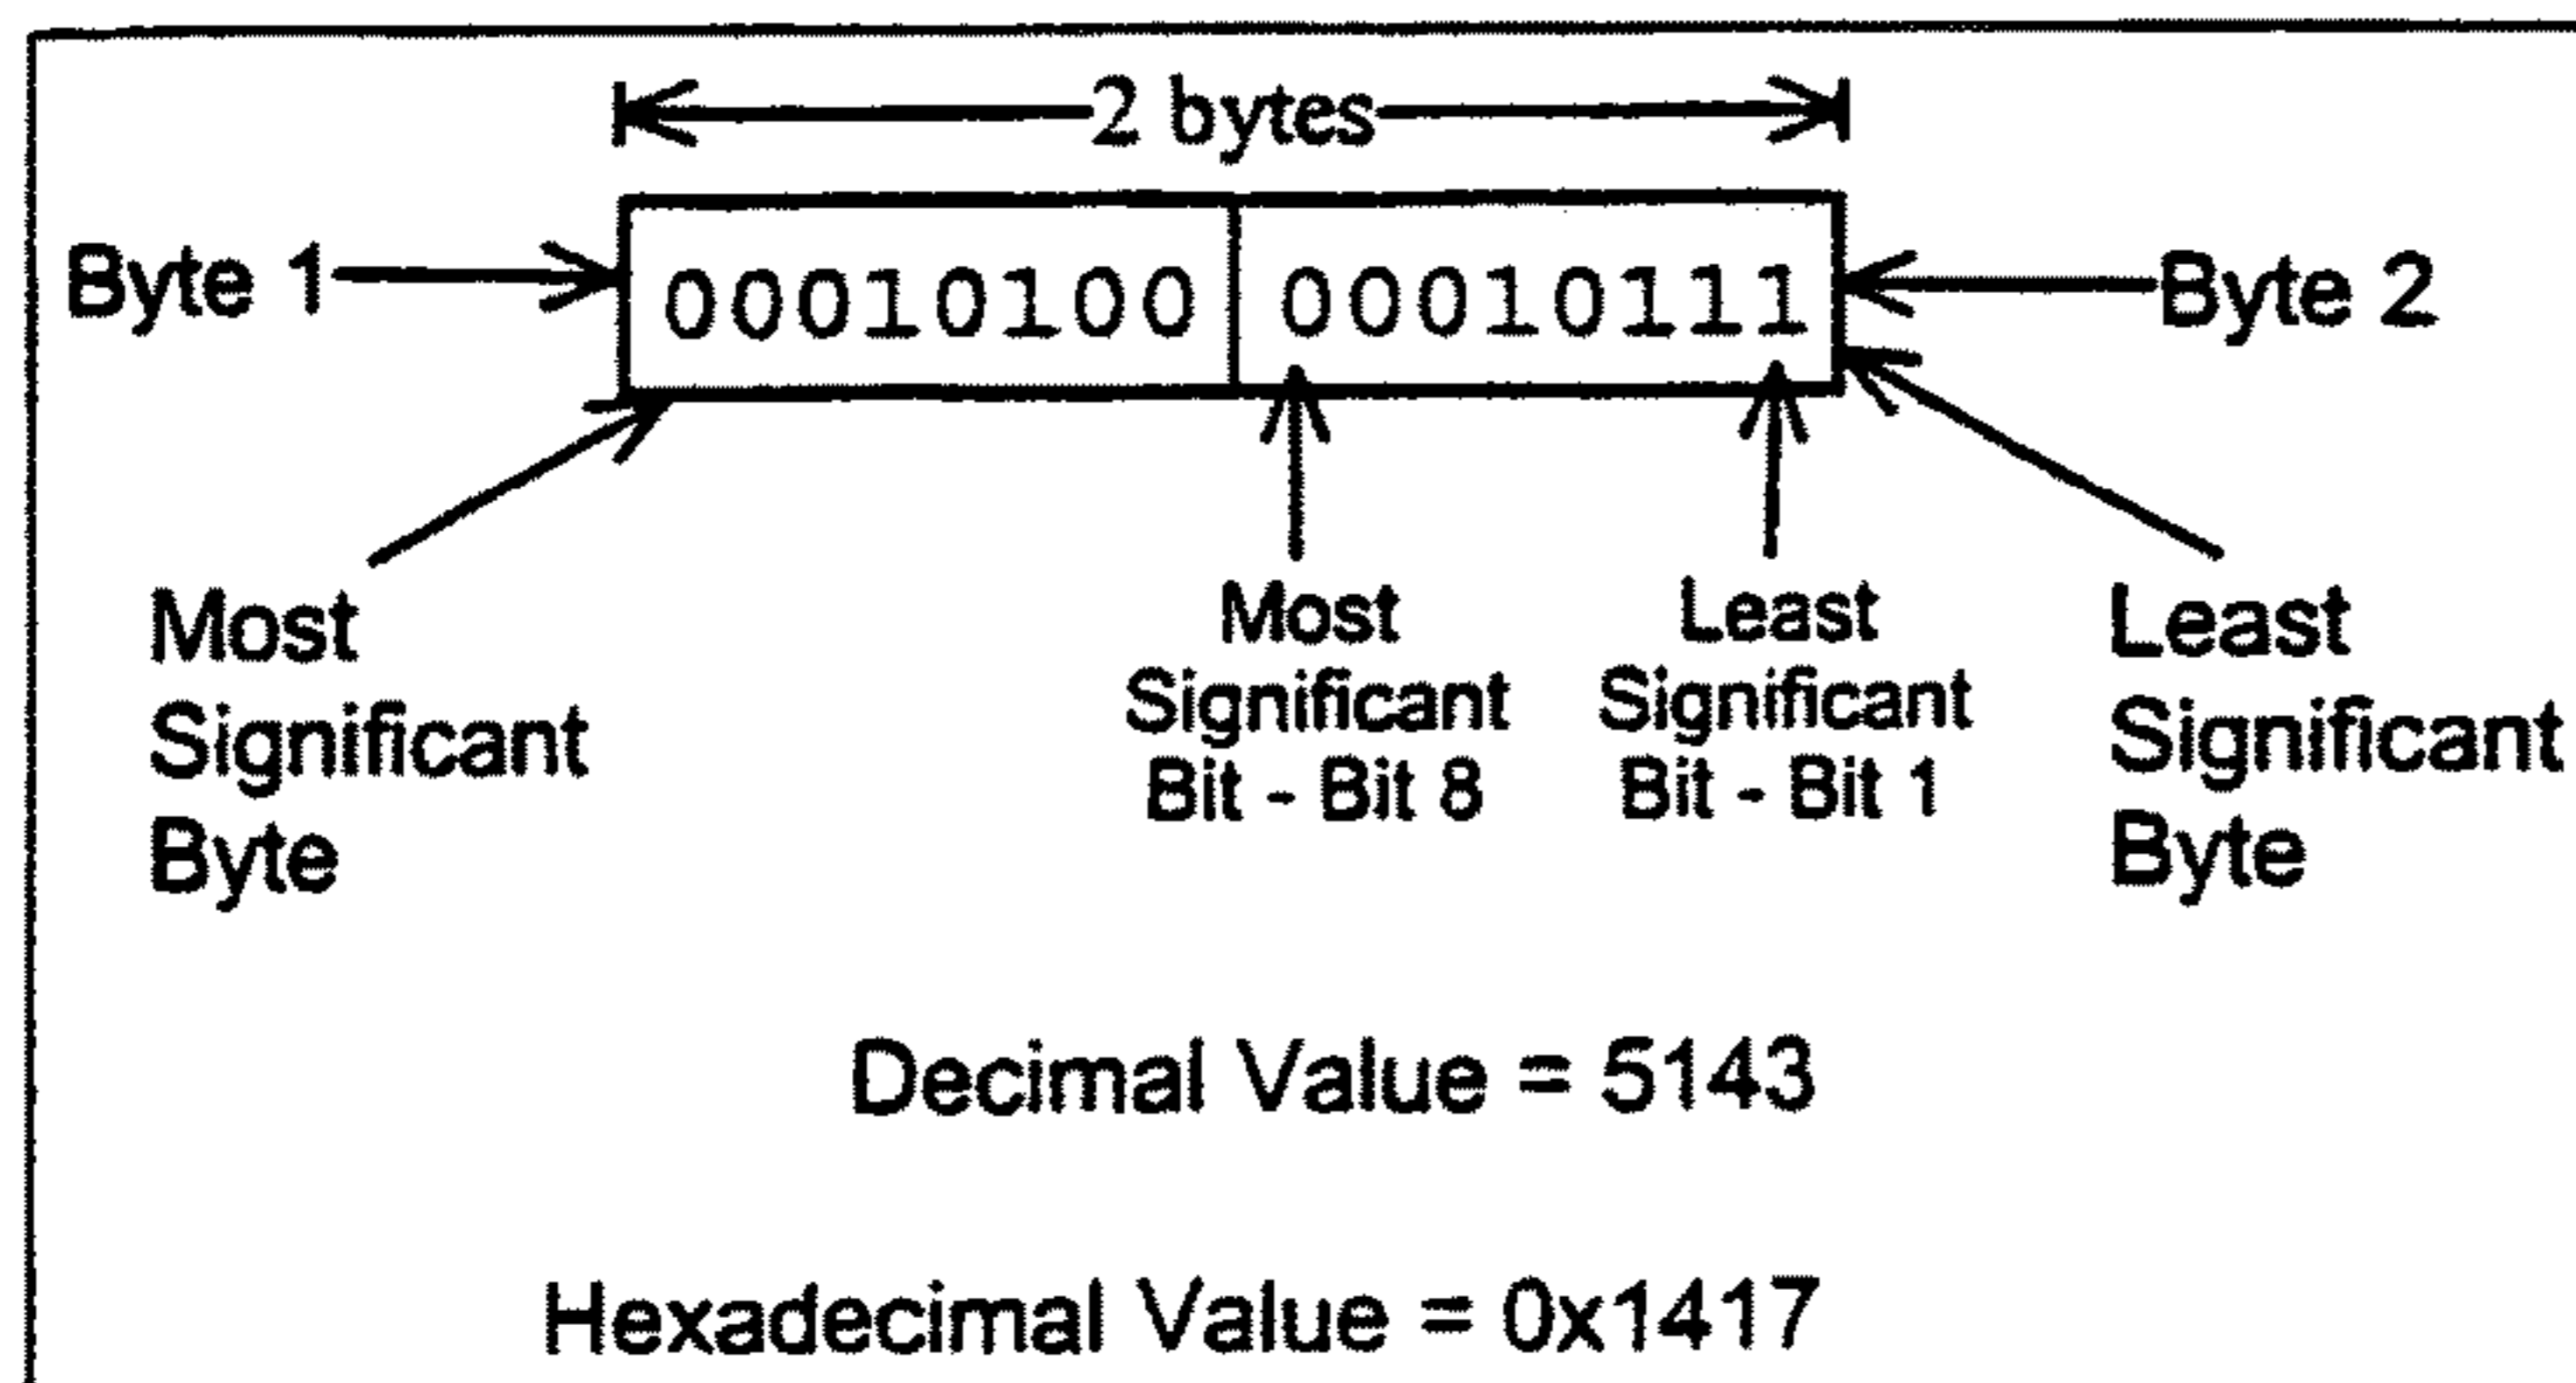 2 bytes
Byte 1
00010100 00010111
Byte 2
Most
Significant
Byte
Most
Significant
Bit - Bit 8
Least
Significant
Bit - Bit 1
Least
Significant
Byte
Decimal Value = 5143
Hexadecimal Value = 0x1417